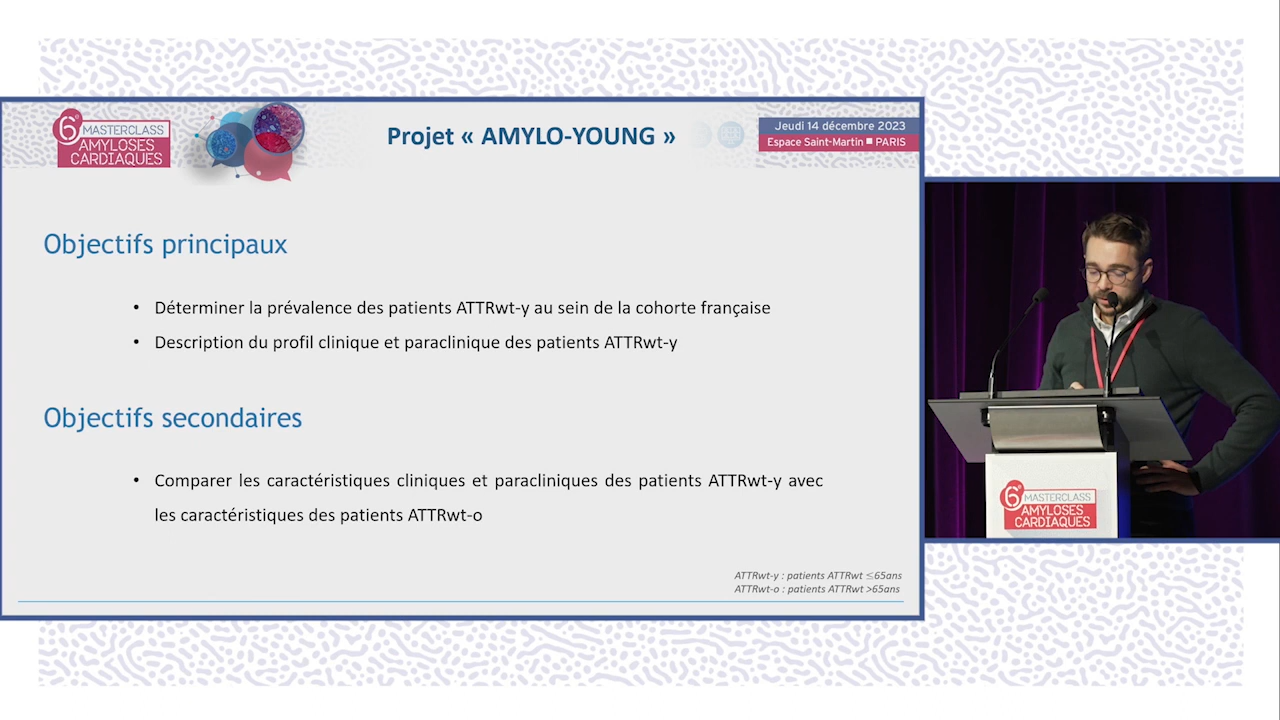 6e
MASTERCLASS
AMYLOSES
CARDIAQUES
Projet « AMYLO-YOUNG »
Jeudi 14 décembre 2023
Espace Saint-Martin ■ PARIS
Objectifs principaux
• Déterminer la prévalence des patients ATTRwt-y au sein de la cohorte française
• Description du profil clinique et paraclinique des patients ATTRwt-y
Objectifs secondaires
• Comparer les caractéristiques cliniques et paracliniques des patients ATTRwt-y avec
les caractéristiques des patients ATTRwt-o
ATTRwt-y : patients ATTRwt ≤65ans
ATTRwt-o : patients ATTRwt >65ans
6e
MASTERCLASS
AMYLOSES
CARDIAQUES